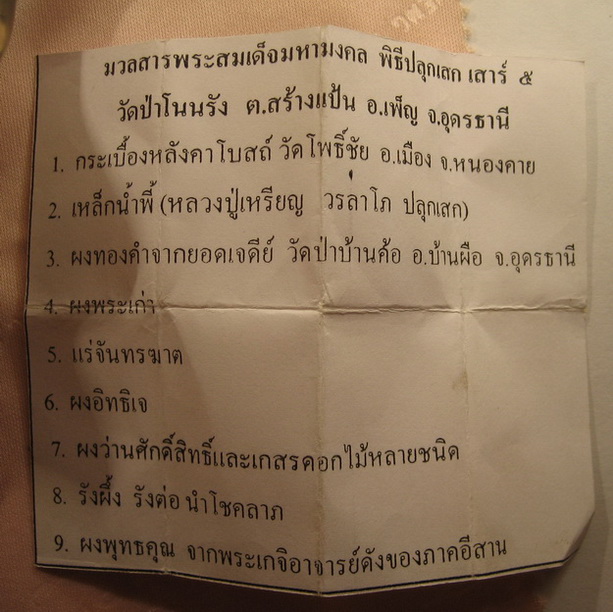 มวลสารพระสมเด็จมหามงคล พิธีปลุกเสก เสาร์ ๕
วัดป่าโนนรัง ต.สร้างแป้น อ.เพ็ญ จ.อุดรธานี
1. กระเบื้องหลังคาโบสถ์ วัดโพธิ์ชัย อ.เมือง จ.หนองคาย
2. เหล็กน้ำพี้ (หลวงปู่เหรียญ วรลาโภ ปลุกเสก)
3. ผงทองคำจากยอดเจดีย์ วัดป่าบ้านค้อ อ.บ้านผือ จ.อุดรธานี
4. ผงพระเก่า
5. แร่จันทรฆาต
6. ผงอิทธิเจ
7. ผงว่านศักดิ์สิทธิ์และเกสรดอกไม้หลายชนิด
8. รังผึ้ง รังต่อ นำโชคลาภ
9. ผงพุทธคุณ จากพระเกจิอาจารย์ดังของภาคอีสาน